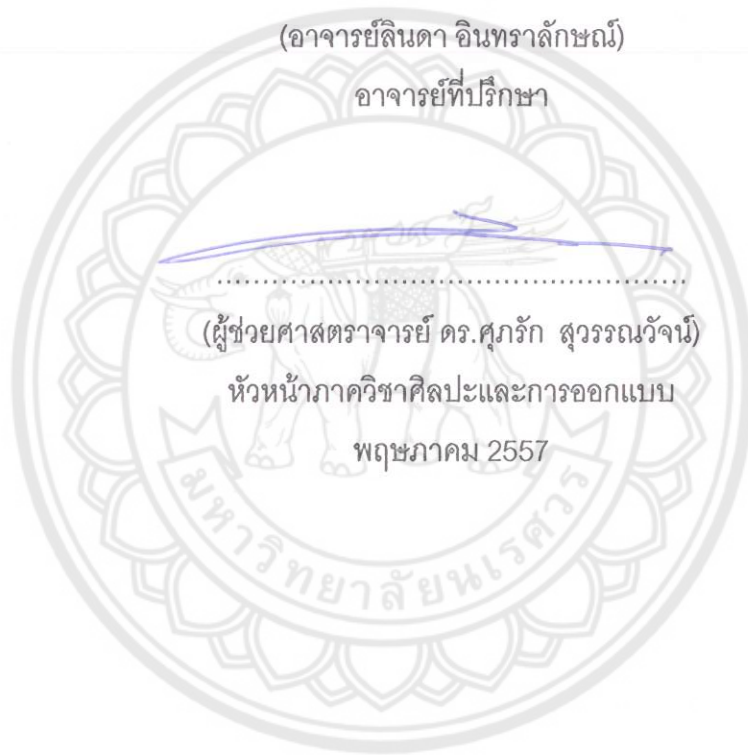 (อาจารย์ลินดา อินทราลักษณ์)
อาจารย์ที่ปรึกษา
................................................
(ผู้ช่วยศาสตราจารย์ ดร.ศุภรัก สุวรรณวัจน์)
หัวหน้าภาควิชาศิลปะและการออกแบบ
พฤษภาคม 2557
มหาวิทยาลัยนเรศวร